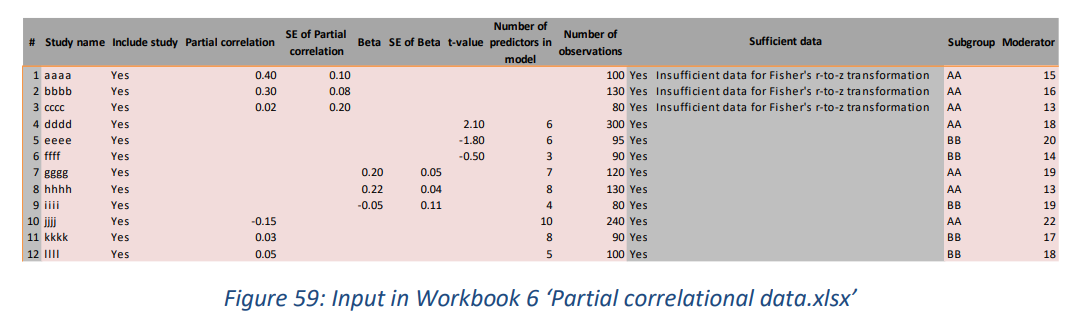 # Study name Include study Partial correlation SE of Partial correlation Beta SE of Beta t-value Number of predictors in model Number of observations Sufficient data Subgroup Moderator
1 aaaa Yes 0.40 0.10 100 Yes Insufficient data for Fisher's r-to-z transformation AA 15
2 bbbb Yes 0.30 0.08 130 Yes Insufficient data for Fisher's r-to-z transformation AA 16
3 cccc Yes 0.02 0.20 80 Yes Insufficient data for Fisher's r-to-z transformation AA 13
4 dddd Yes 2.10 6 300 Yes AA 18
5 eeee Yes -1.80 6 95 Yes BB 20
6 ffff Yes -0.50 3 90 Yes BB 14
7 gggg Yes 0.20 0.05 7 120 Yes AA 19
8 hhhh Yes 0.22 0.04 8 130 Yes AA 13
9 iiii Yes -0.05 0.11 4 80 Yes BB 19
10 jjjj Yes -0.15 10 240 Yes AA 22
11 kkkk Yes 0.03 8 90 Yes BB 17
12 llll Yes 0.05 5 100 Yes BB 18
Figure 59: Input in Workbook 6 ‘Partial correlational data.xlsx’